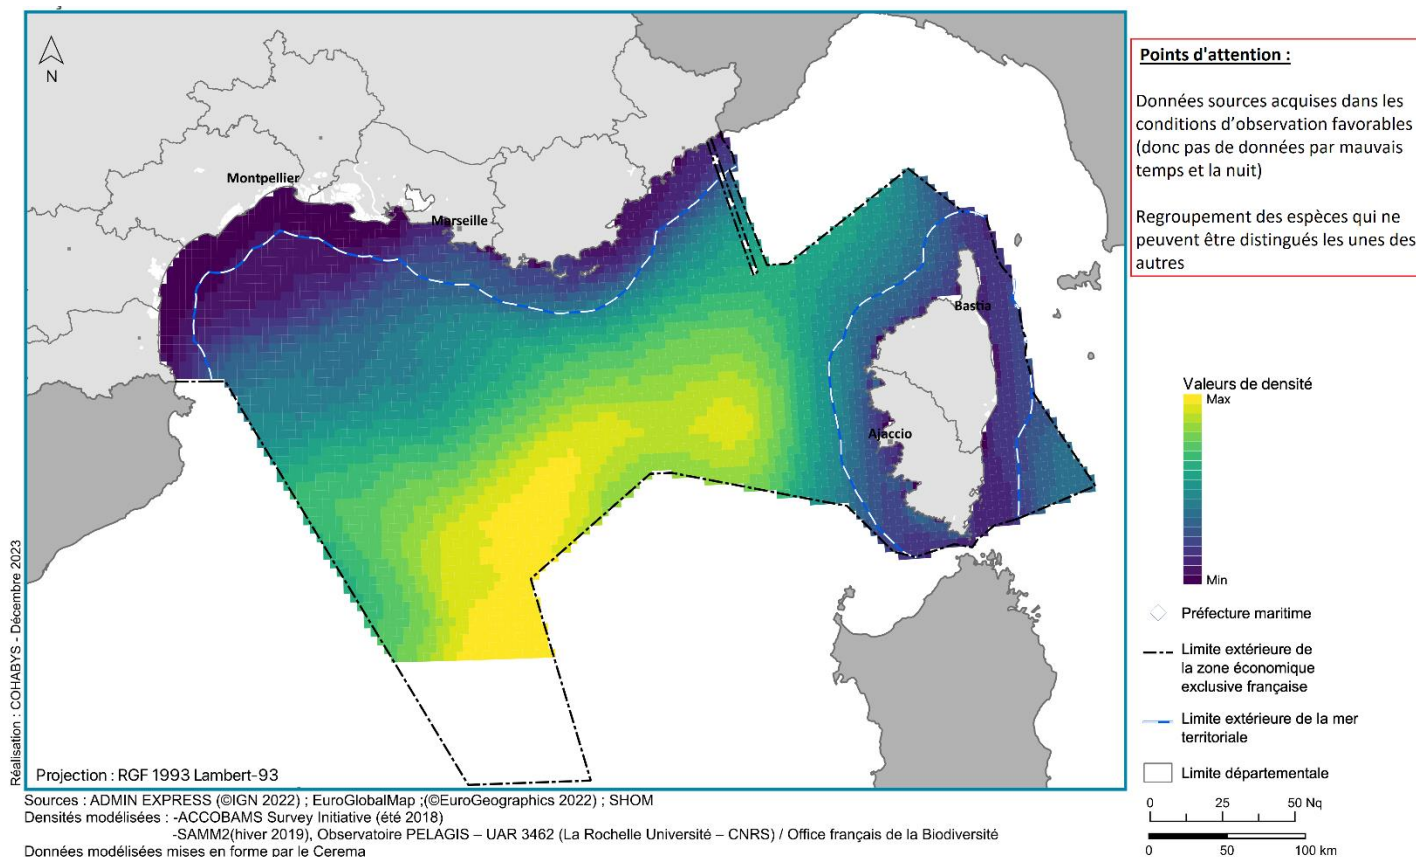 N
Montpellier
Marseille
Bastia
Ajaccio
Projection : RGF 1993 Lambert-93
Réalisation : COHABYS - Décembre 2023
Points d'attention :
Données sources acquises dans les
conditions d'observation favorables
(donc pas de données par mauvais
temps et la nuit)
Regroupement des espèces qui ne
peuvent être distingués les unes des
autres
Valeurs de densité
Max
Min
Préfecture maritime
Limite extérieure de
la zone économique
exclusive française
Limite extérieure de la mer
territoriale
Limite départementale
0 25 50 Nq
0 50 100 km
Sources : ADMIN EXPRESS (©IGN 2022) ; EuroGlobalMap ;(©EuroGeographics 2022) ; SHOM
Densités modélisées : -ACCOBAMS Survey Initiative (été 2018)
-SAMM2(hiver 2019), Observatoire PELAGIS – UAR 3462 (La Rochelle Université – CNRS) / Office français de la Biodiversité
Données modélisées mises en forme par le Cerema